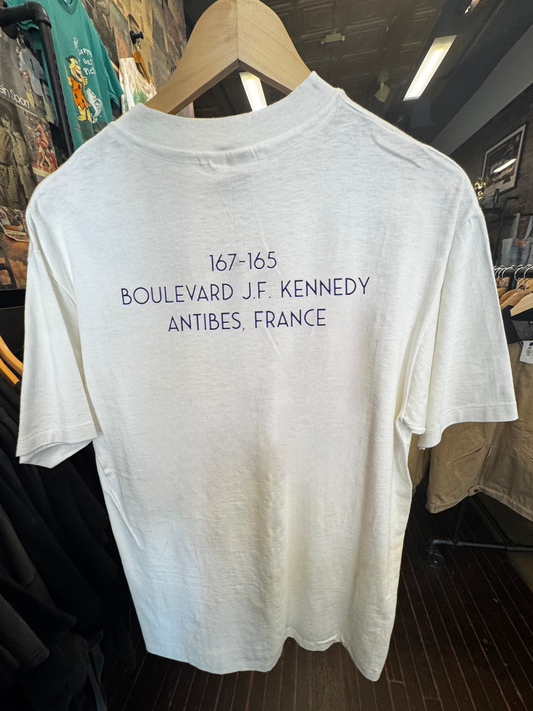 167-165
BOULEVARD J.F. KENNEDY
ANTIBES, FRANCE